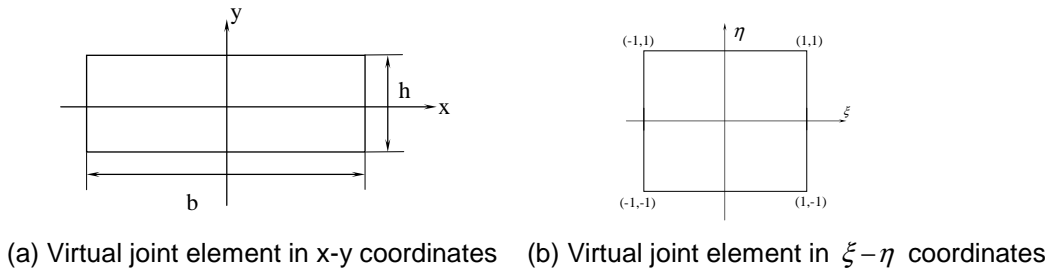 y
h
x
b
(a) Virtual joint element in x-y coordinates
η
(-1,1)
(1,1)
ξ
(-1,-1)
(1,-1)
(b) Virtual joint element in ξ−η coordinates